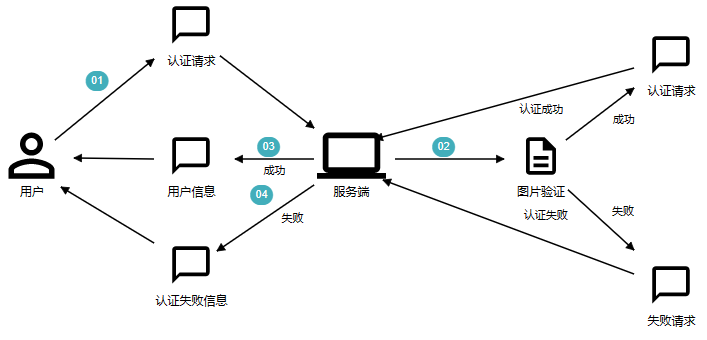 认证请求
认证请求
01
认证成功
成功
03
02
成功
用户
用户信息
服务端
图片验证
04
失败
认证失败
失败
认证失败信息
失败请求